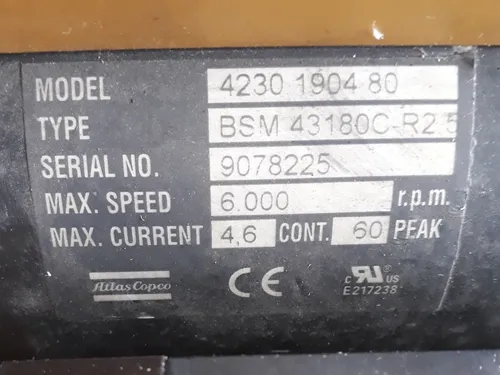 MODEL 4230 1904 80
TYPE BSM 43180C-R2 5
SERIAL NO. 9078225
MAX. SPEED 6.000 r.p.m.
MAX. CURRENT 4,6 CONT. 60 PEAK
Atlas Copco CE C RU US
E217238